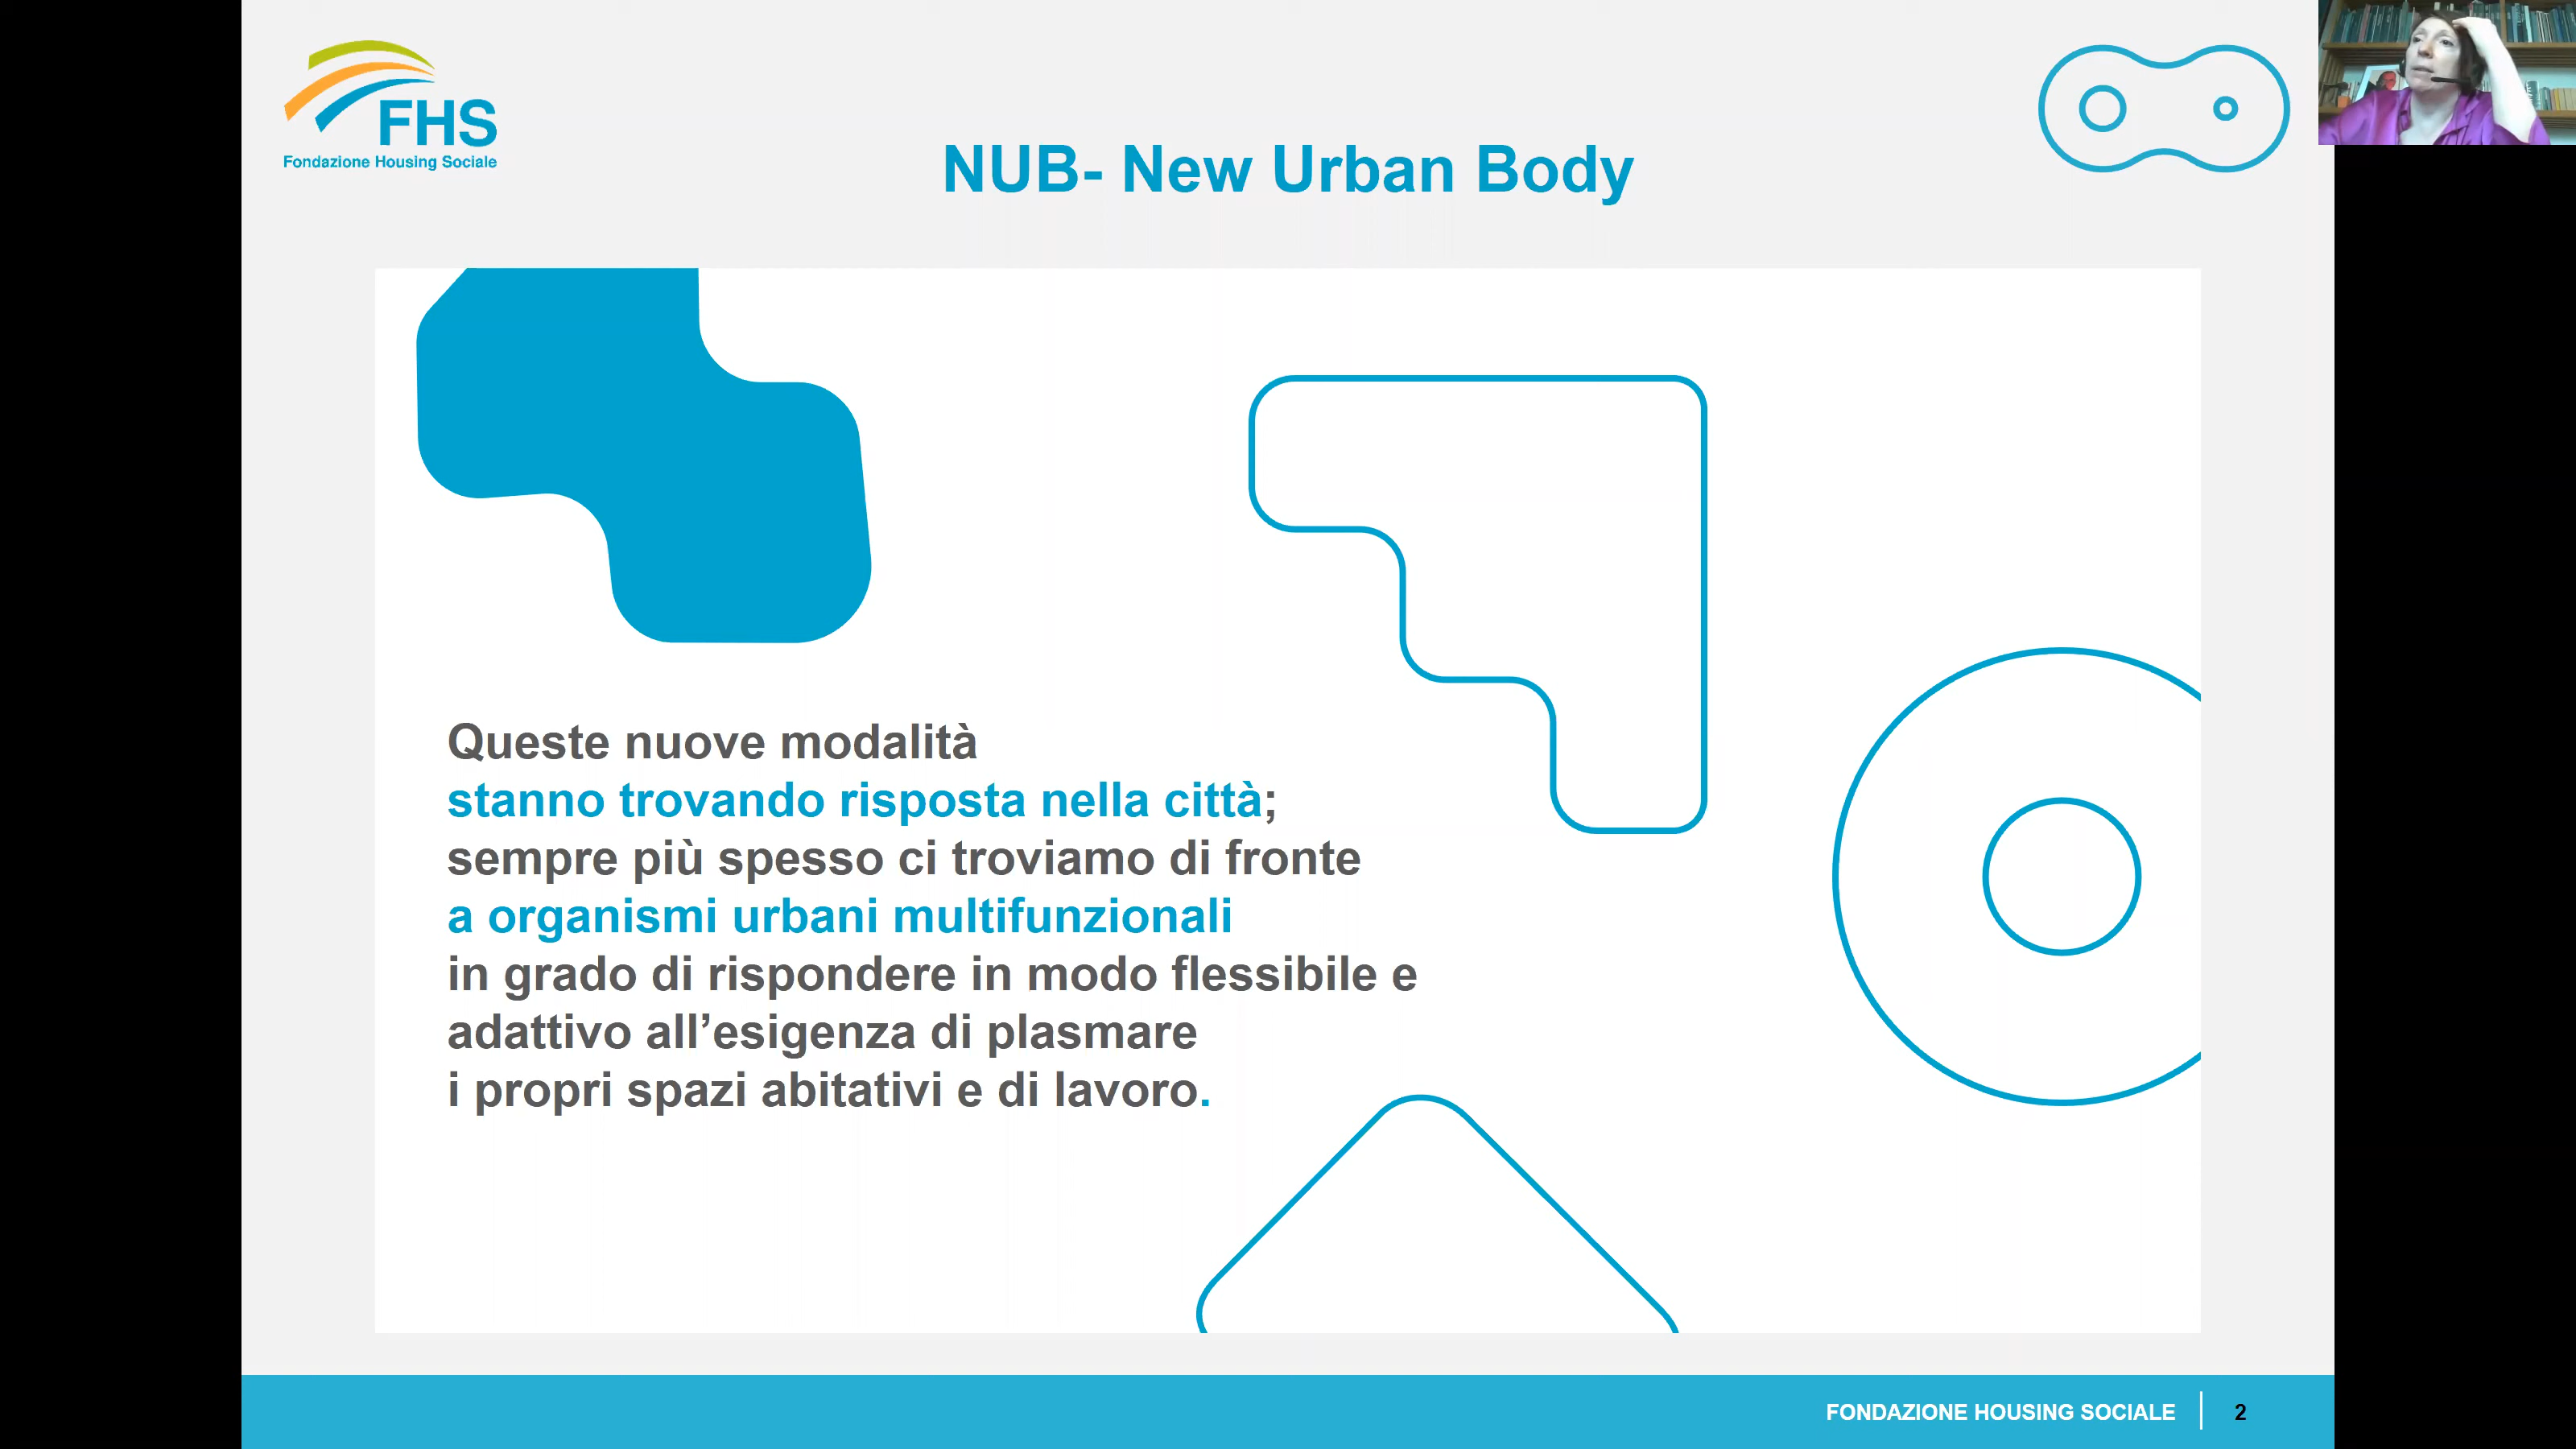 FHS
Fondazione Housing Sociale
NUB- New Urban Body
Queste nuove modalità
stanno trovando risposta nella città;
sempre più spesso ci troviamo di fronte
a organismi urbani multifunzionali
in grado di rispondere in modo flessibile e
adattivo all’esigenza di plasmare
i propri spazi abitativi e di lavoro.
FONDAZIONE HOUSING SOCIALE
2